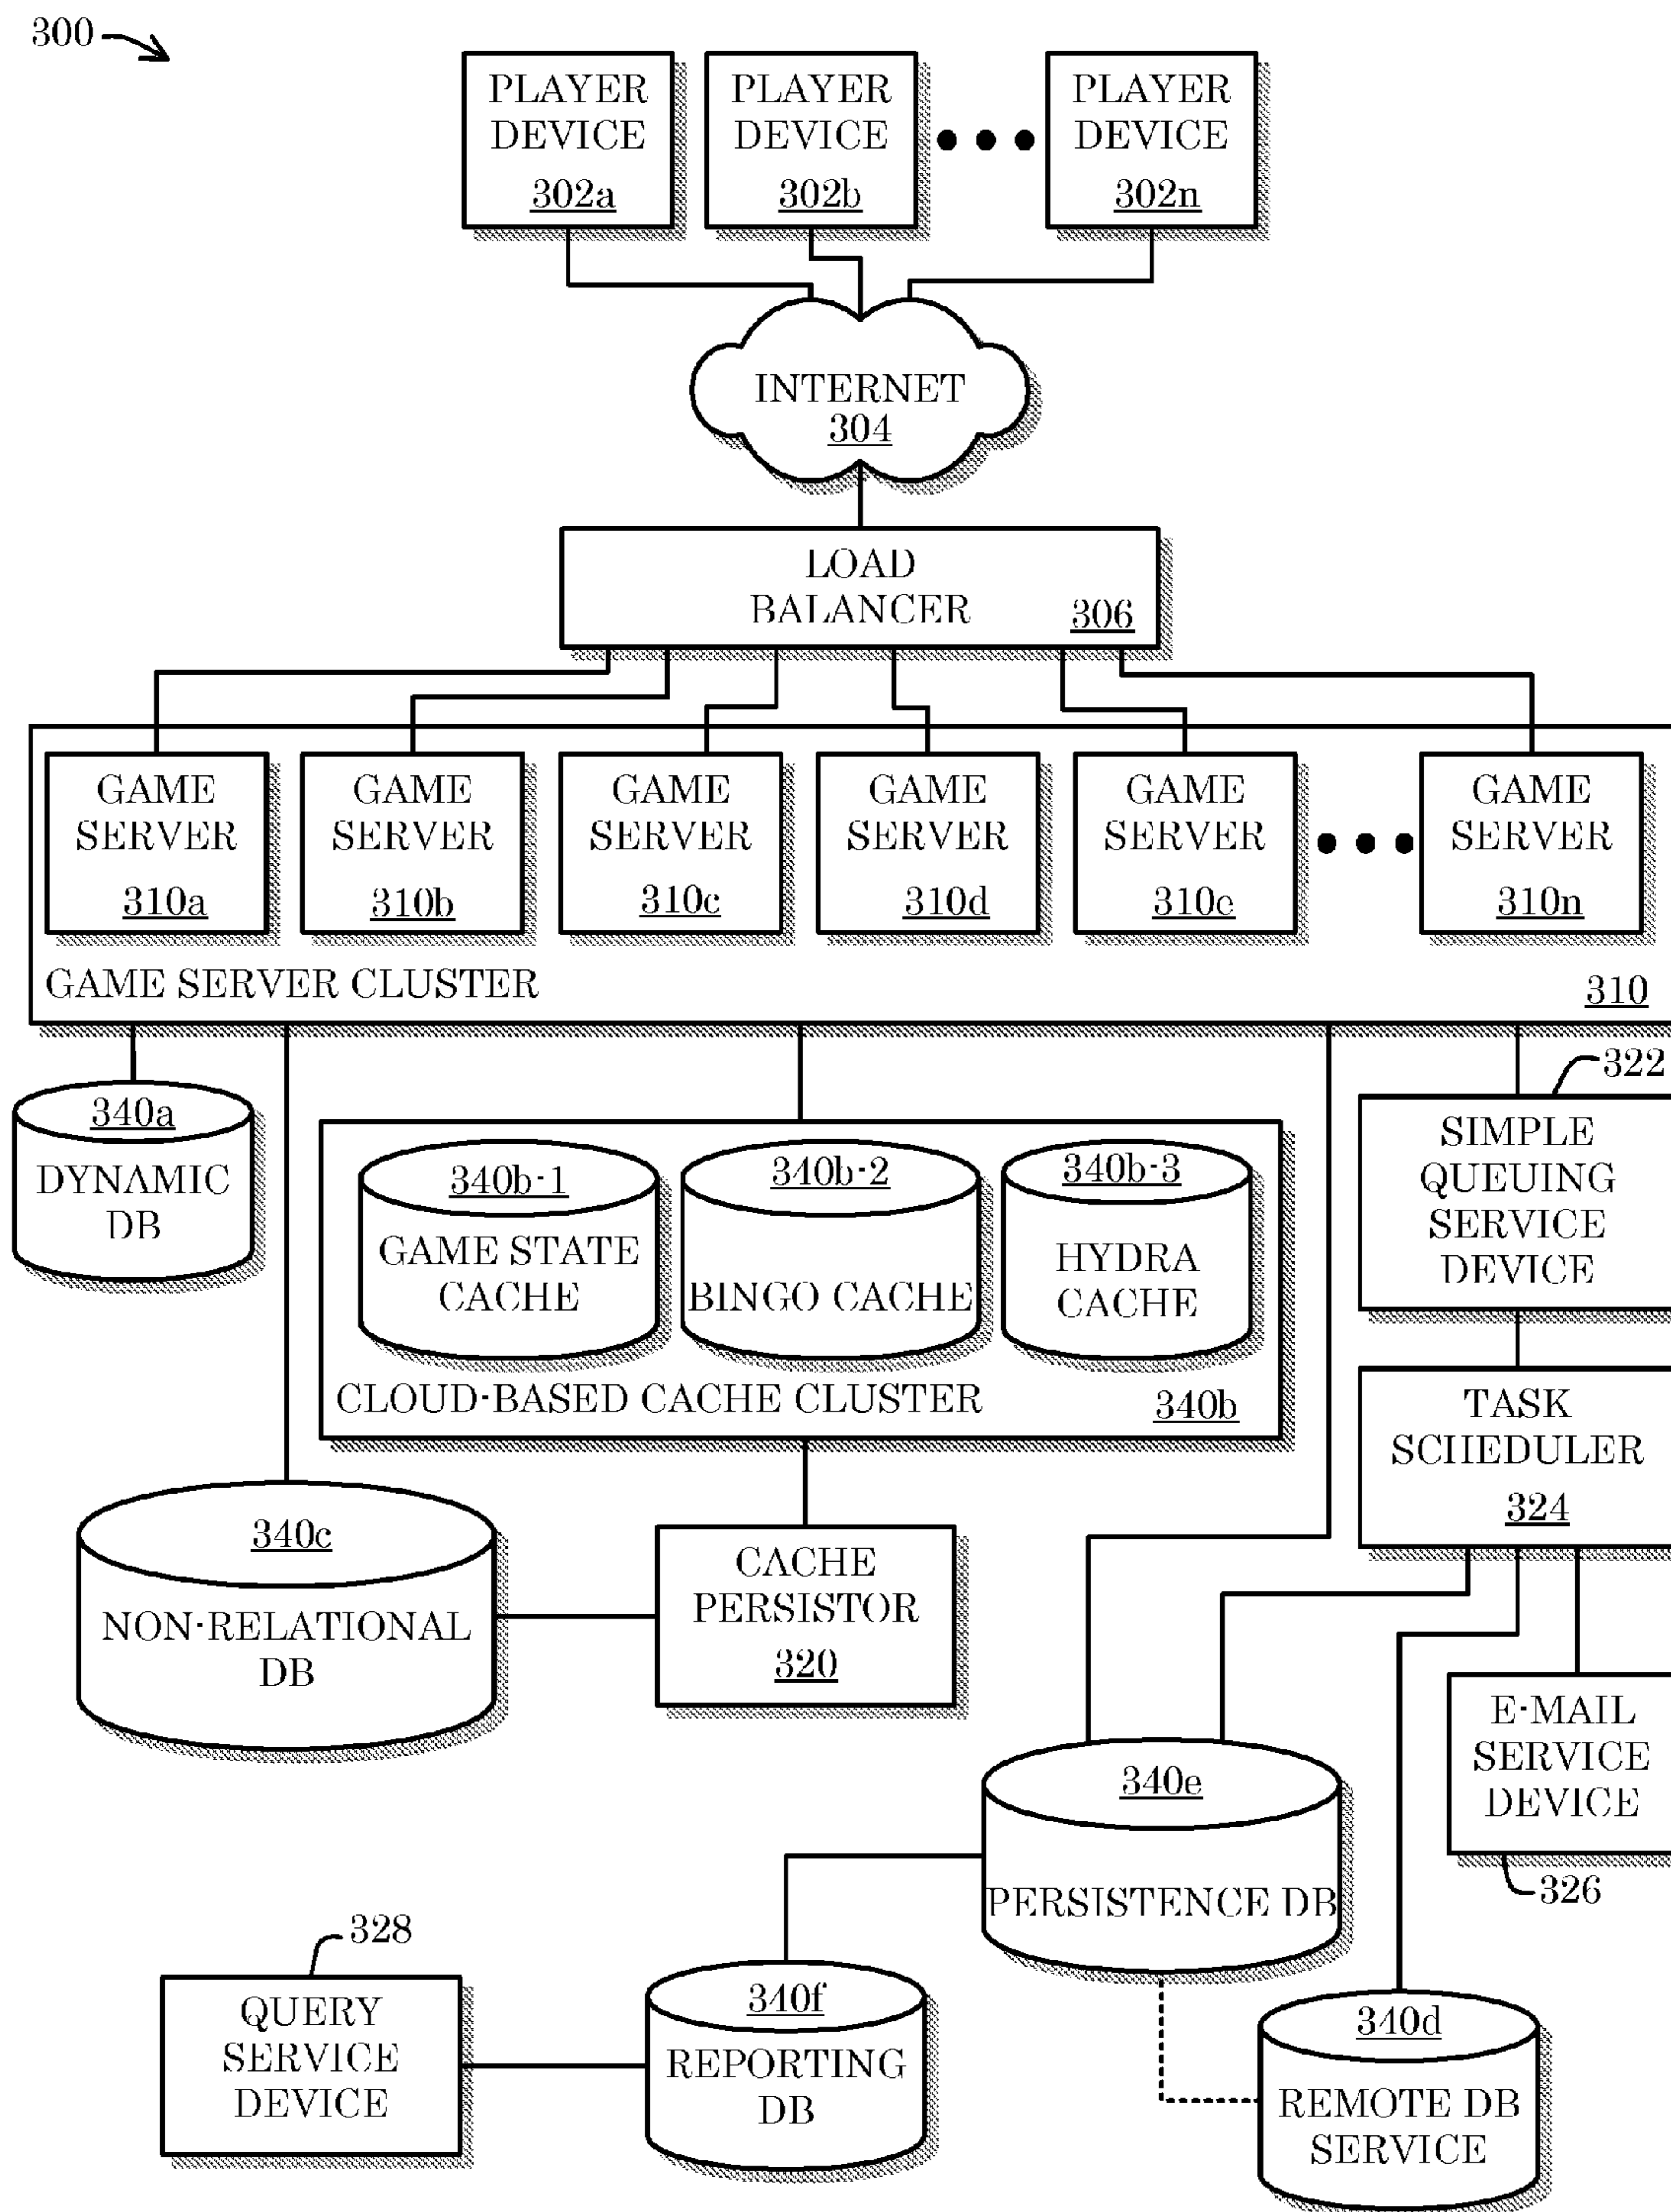 300
PLAYER
DEVICE
302a
PLAYER
DEVICE
302b
PLAYER
DEVICE
302n
INTERNET
304
LOAD
BALANCER
306
GAME
SERVER
310a
GAME
SERVER
310b
GAME
SERVER
310c
GAME
SERVER
310d
GAME
SERVER
310e
GAME
SERVER
310n
GAME SERVER CLUSTER
310
340a
DYNAMIC
DB
340b-1
GAME STATE
CACHE
340b-2
BINGO CACHE
340b-3
HYDRA
CACHE
CLOUD-BASED CACHE CLUSTER
340b
322
SIMPLE
QUEUING
SERVICE
DEVICE
TASK
SCHEDULER
324
340c
NON-RELATIONAL
DB
CACHE
PERSISTOR
320
E-MAIL
SERVICE
DEVICE
326
340e
PERSISTENCE DB
328
QUERY
SERVICE
DEVICE
340f
REPORTING
DB
340d
REMOTE DB
SERVICE